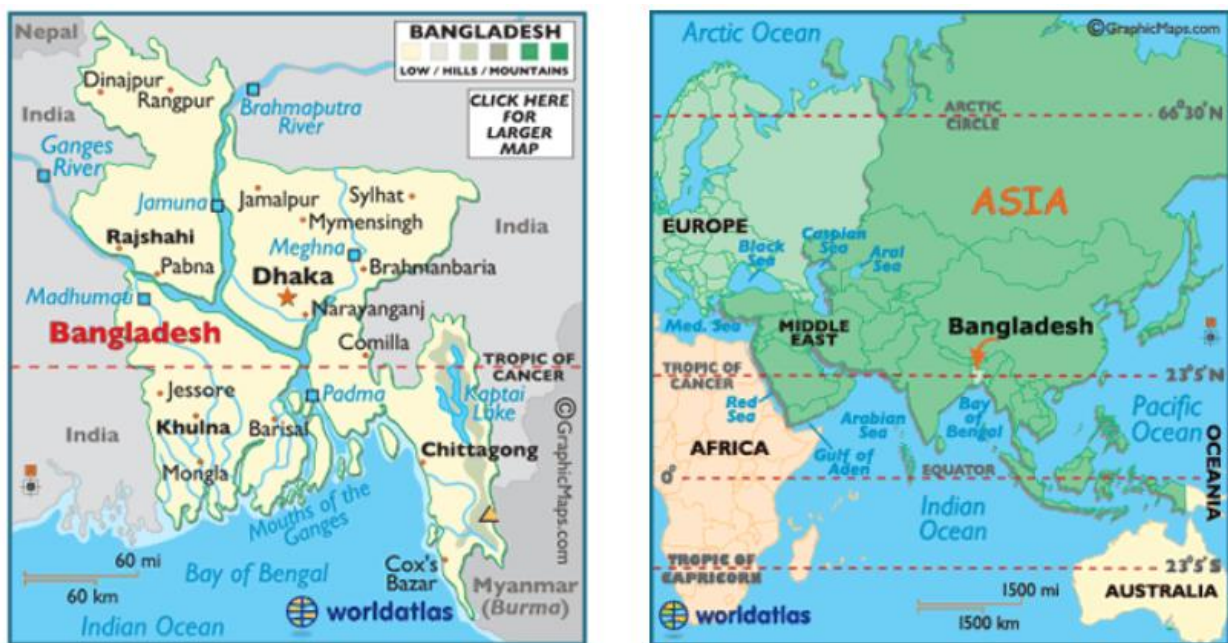 Nepal
BANGLADESH
LOW / HILLS / MOUNTAINS
Dinajpur
Rangpur
India
Brahmaputra
River
CLICK HERE
FOR
LARGER
MAP
Ganges
River
Jamuna
Jamalpur
Sylhat
Mymensingh
India
Rajshahi
Meghna
Pabna
Dhaka
Brahmanbaria
Madhumati
Narayanganj
Bangladesh
Comilla
TROPIC OF
CANCER
Jessore
Padma
Kaptai
Lake
Khulna
Barisal
India
Chittagong
Mongla
Mouths of the
Ganges
©GraphicMaps.com
60 mi
60 km
Bay of Bengal
Cox's
Bazar
Myanmar
(Burma)
worldatlas
Indian Ocean
Arctic Ocean
©GraphicMaps.com
ARCTIC
CIRCLE
66°30'N
ASIA
EUROPE
Black
Sea
Caspian
Sea
Aral
Sea
Med. Sea
MIDDLE
EAST
Bangladesh
TROPIC OF
CANCER
23°5'N
Red
Sea
Arabian
Sea
Bay
of
Bengal
Pacific
Ocean
AFRICA
Gulf of
Aden
OCEANIA
0°
EQUATOR
Indian
Ocean
TROPIC OF
CAPRICORN
23°5'S
1500 mi
1500 km
AUSTRALIA
worldatlas